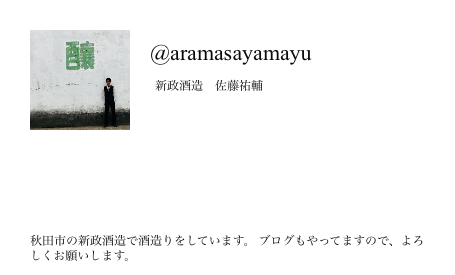 醸
@aramasayamayu
新政酒造　佐藤祐輔
秋田市の新政酒造で酒造りをしています。 ブログもやってますので、よろ
しくお願いします。